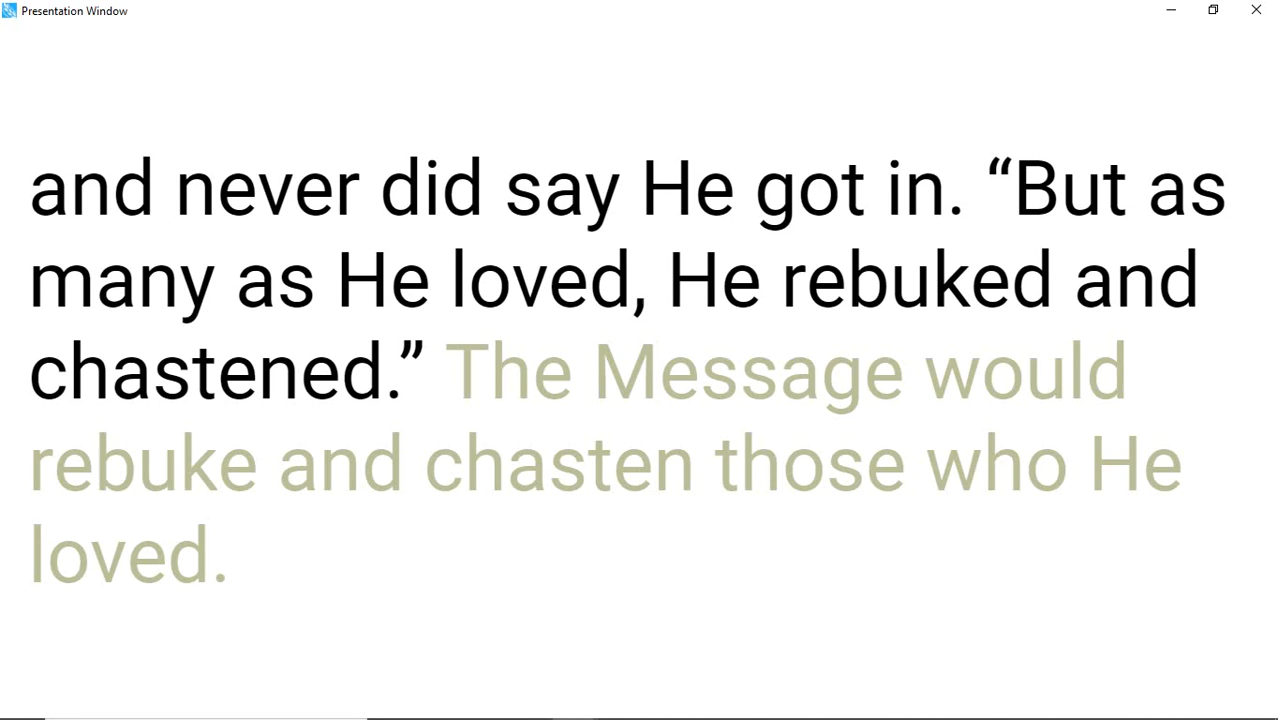 Presentation Window
and never did say He got in. “But as
many as He loved, He rebuked and
chastened.” The Message would
rebuke and chasten those who He
loved.